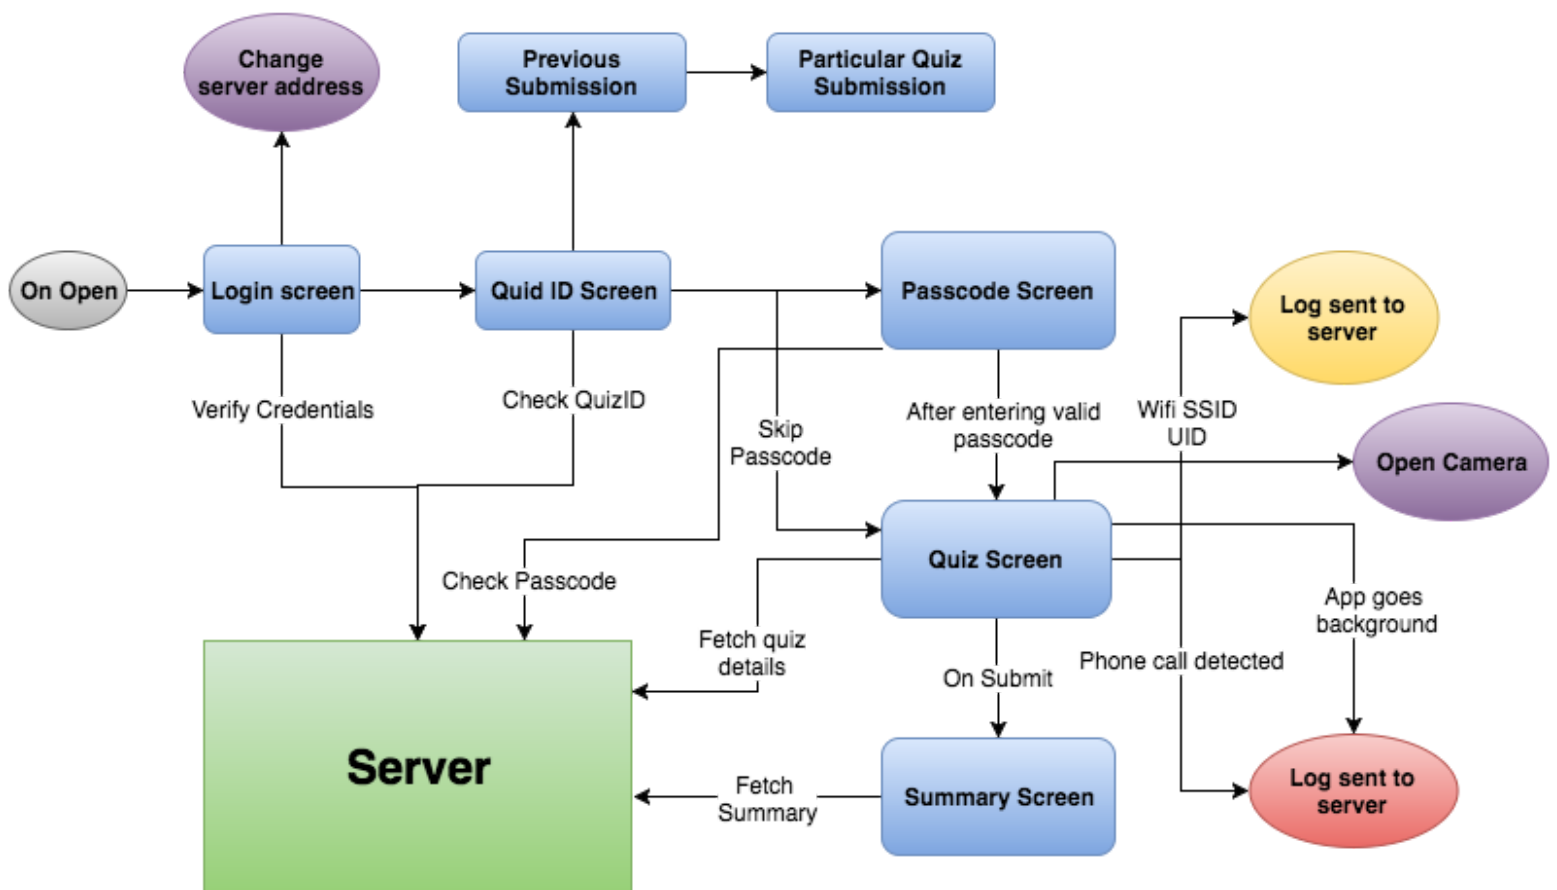 Change
server address
Previous
Submission
Particular Quiz
Submission
On Open
Login screen
Quid ID Screen
Passcode Screen
Log sent to
server
Verify Credentials
Check QuizID
Skip
Passcode
After entering valid
passcode
Wifi SSID
UID
Open Camera
Quiz Screen
Check Passcode
Fetch quiz
details
On Submit
Phone call detected
App goes
background
Server
Fetch
Summary
Summary Screen
Log sent to
server